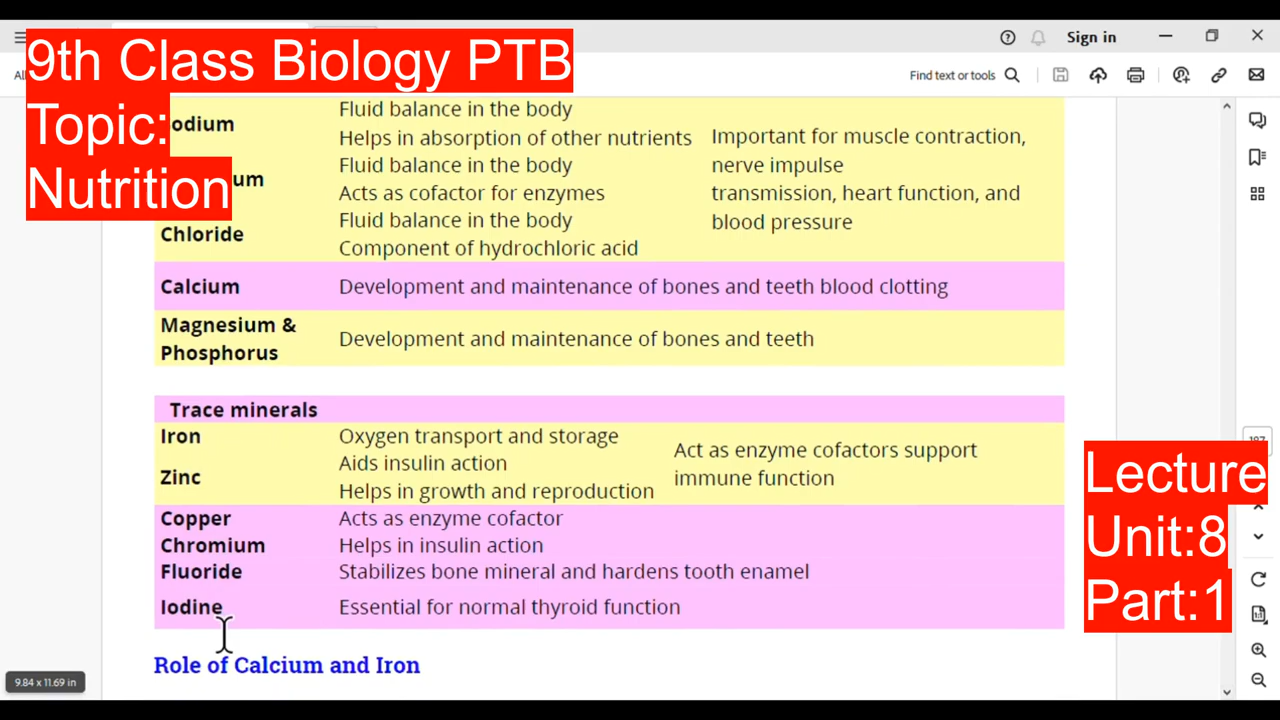 9th Class Biology PTB
Topic:
Nutrition
Sign in
Find text or tools
Fluid balance in the body
odium
Helps in absorption of other nutrients
Important for muscle contraction,
nerve impulse
transmission, heart function, and
blood pressure
Fluid balance in the body
um
Acts as cofactor for enzymes
Fluid balance in the body
Chloride
Component of hydrochloric acid
Calcium Development and maintenance of bones and teeth blood clotting
Magnesium &
Phosphorus
Development and maintenance of bones and teeth
Trace minerals
Iron Oxygen transport and storage
Zinc
Aids insulin action
Helps in growth and reproduction
Act as enzyme cofactors support
immune function
Copper Acts as enzyme cofactor
Chromium Helps in insulin action
Fluoride Stabilizes bone mineral and hardens tooth enamel
Iodine Essential for normal thyroid function
Role of Calcium and Iron
Lecture
Unit:8
Part:1
9.84 x 11.69 in